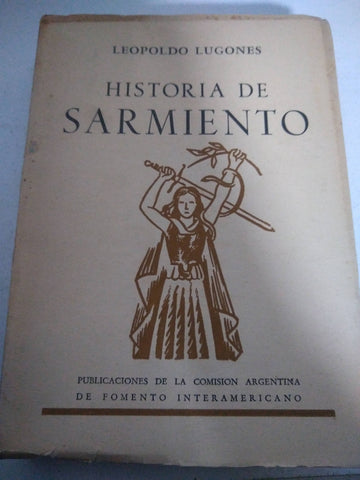 LEOPOLDO LUGONES
HISTORIA DE
SARMIENTO
PUBLICACIONES DE LA COMISION ARGENTINA
DE FOMENTO INTERAMERICANO